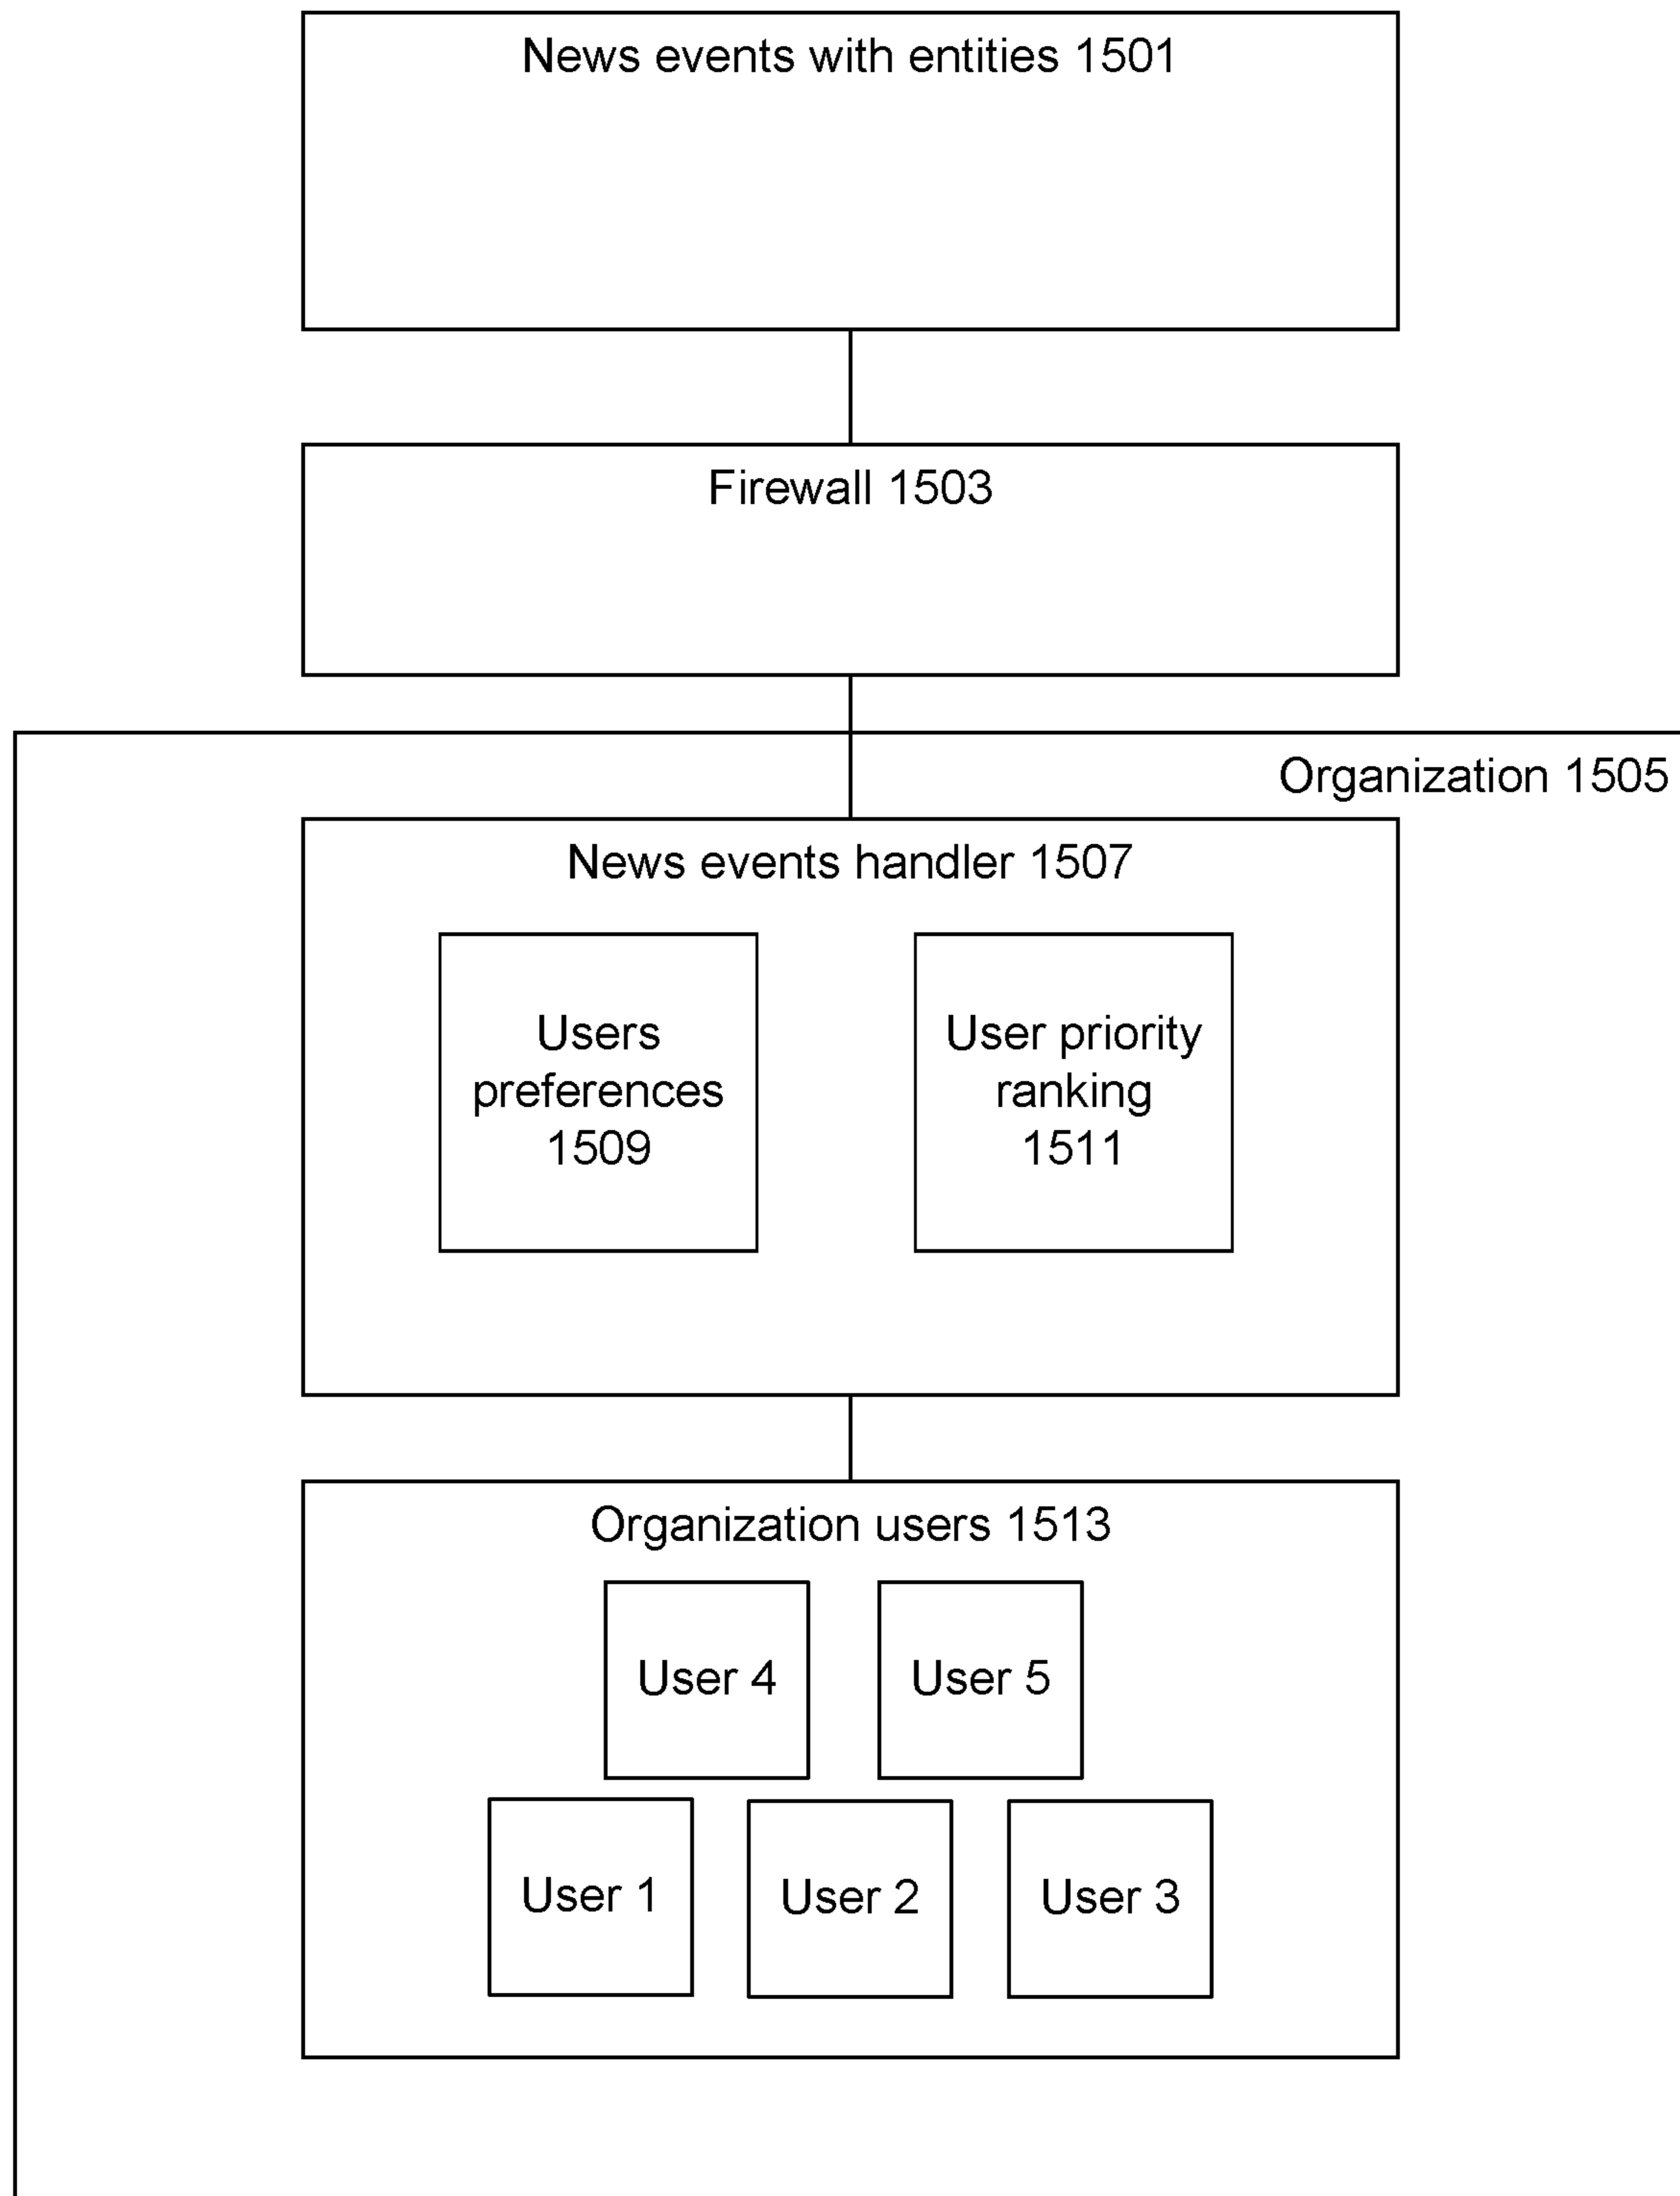 News events with entities 1501
Firewall 1503
Organization 1505
News events handler 1507
Users
preferences
1509
User priority
ranking
1511
Organization users 1513
User 4
User 5
User 1
User 2
User 3